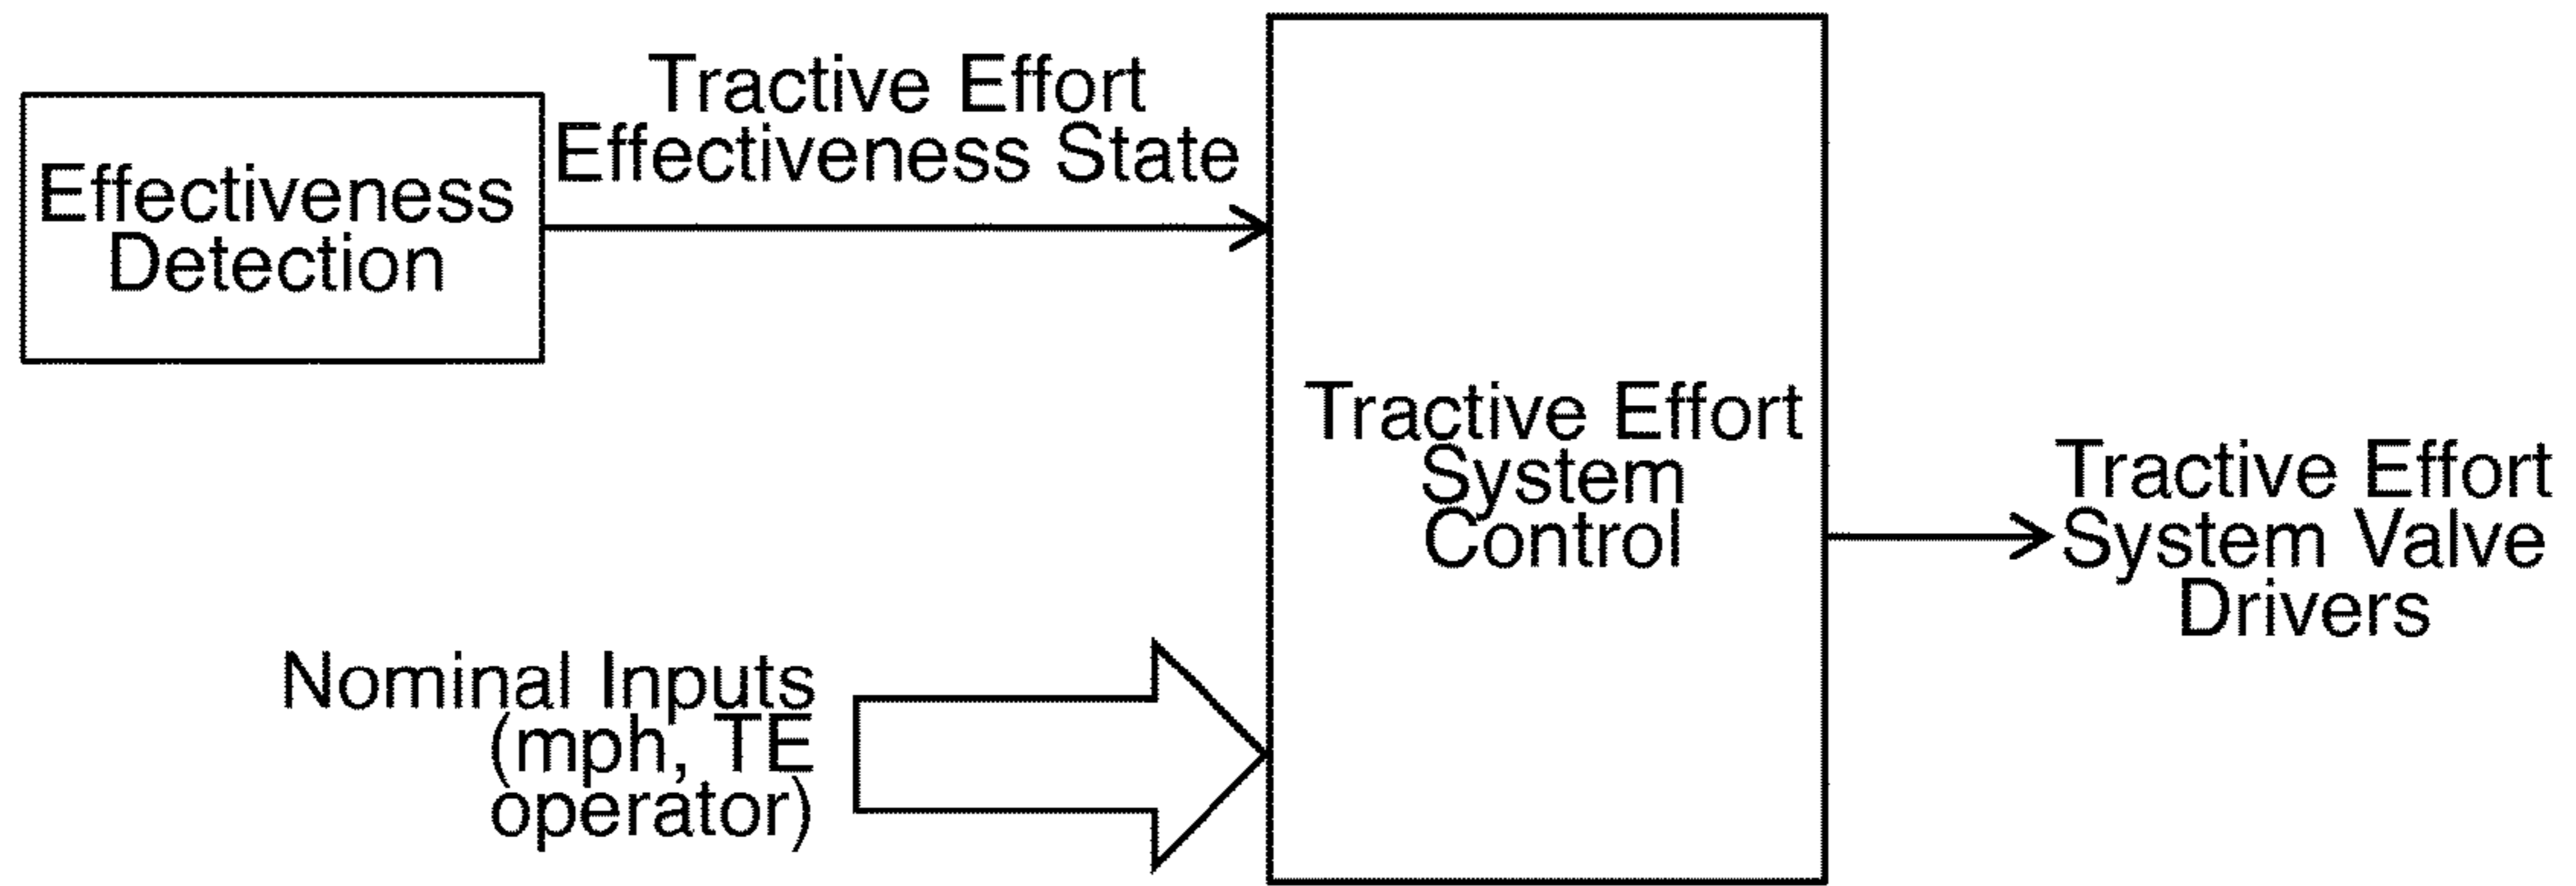 Effectiveness
Detection
Tractive Effort
Effectiveness State
Nominal Inputs
(mph, TE
operator)
Tractive Effort
System
Control
Tractive Effort
System Valve
Drivers